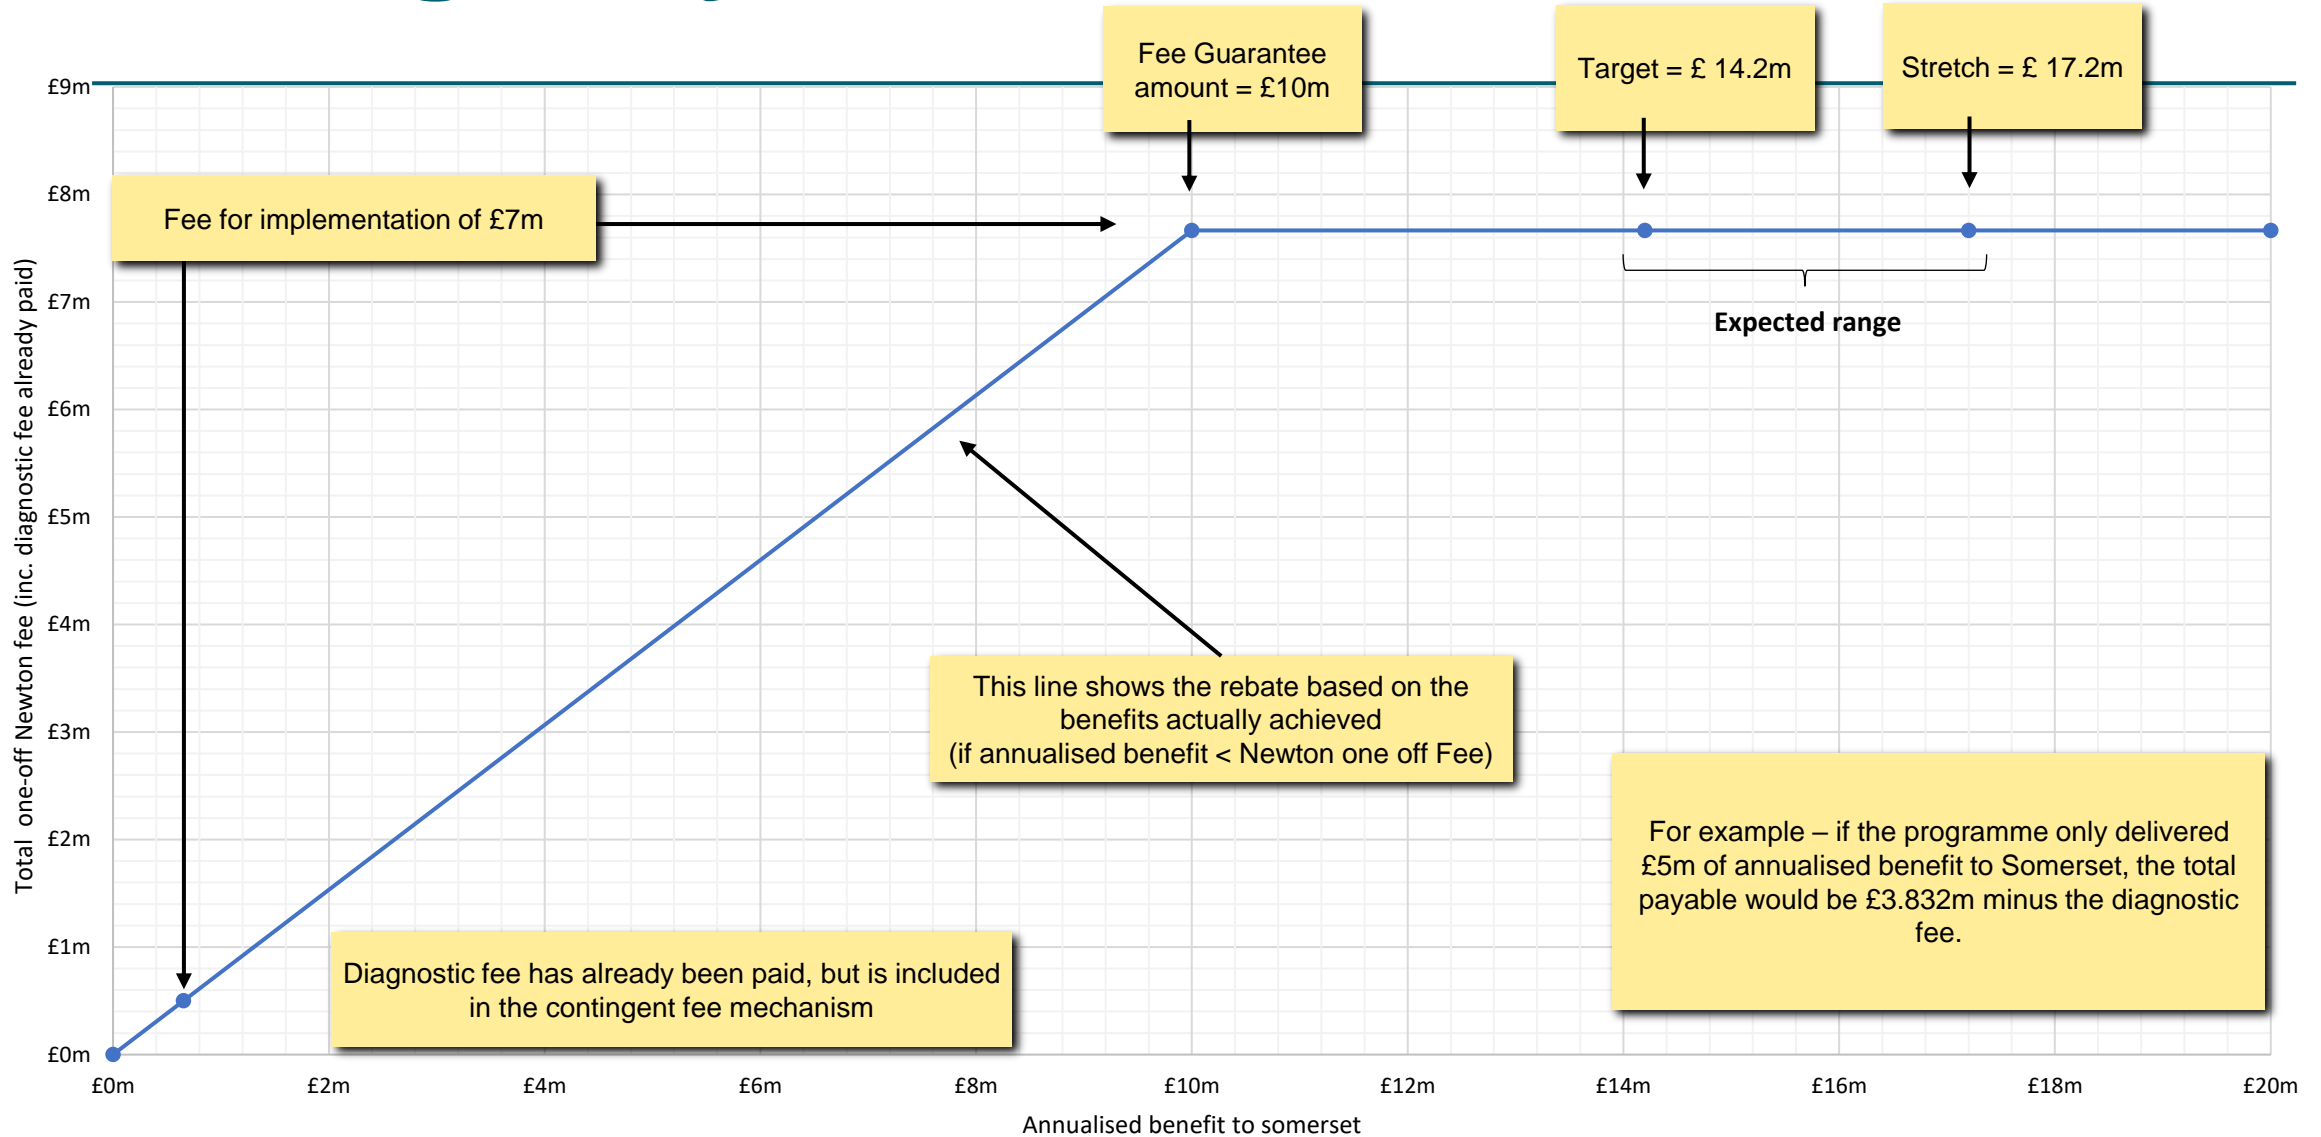 Fee Guarantee
amount = £10m
Target = £ 14.2m
Stretch = £ 17.2m
£9m
£8m
£7m
£6m
£5m
£4m
£3m
£2m
£1m
£0m
Total one-off Newton fee (inc. diagnostic fee already paid)
Fee for implementation of £7m
Expected range
This line shows the rebate based on the
benefits actually achieved
(if annualised benefit < Newton one off Fee)
For example – if the programme only delivered
£5m of annualised benefit to Somerset, the total
payable would be £3.832m minus the diagnostic
fee.
Diagnostic fee has already been paid, but is included
in the contingent fee mechanism
£0m £2m £4m £6m £8m £10m £12m £14m £16m £18m £20m
Annualised benefit to somerset